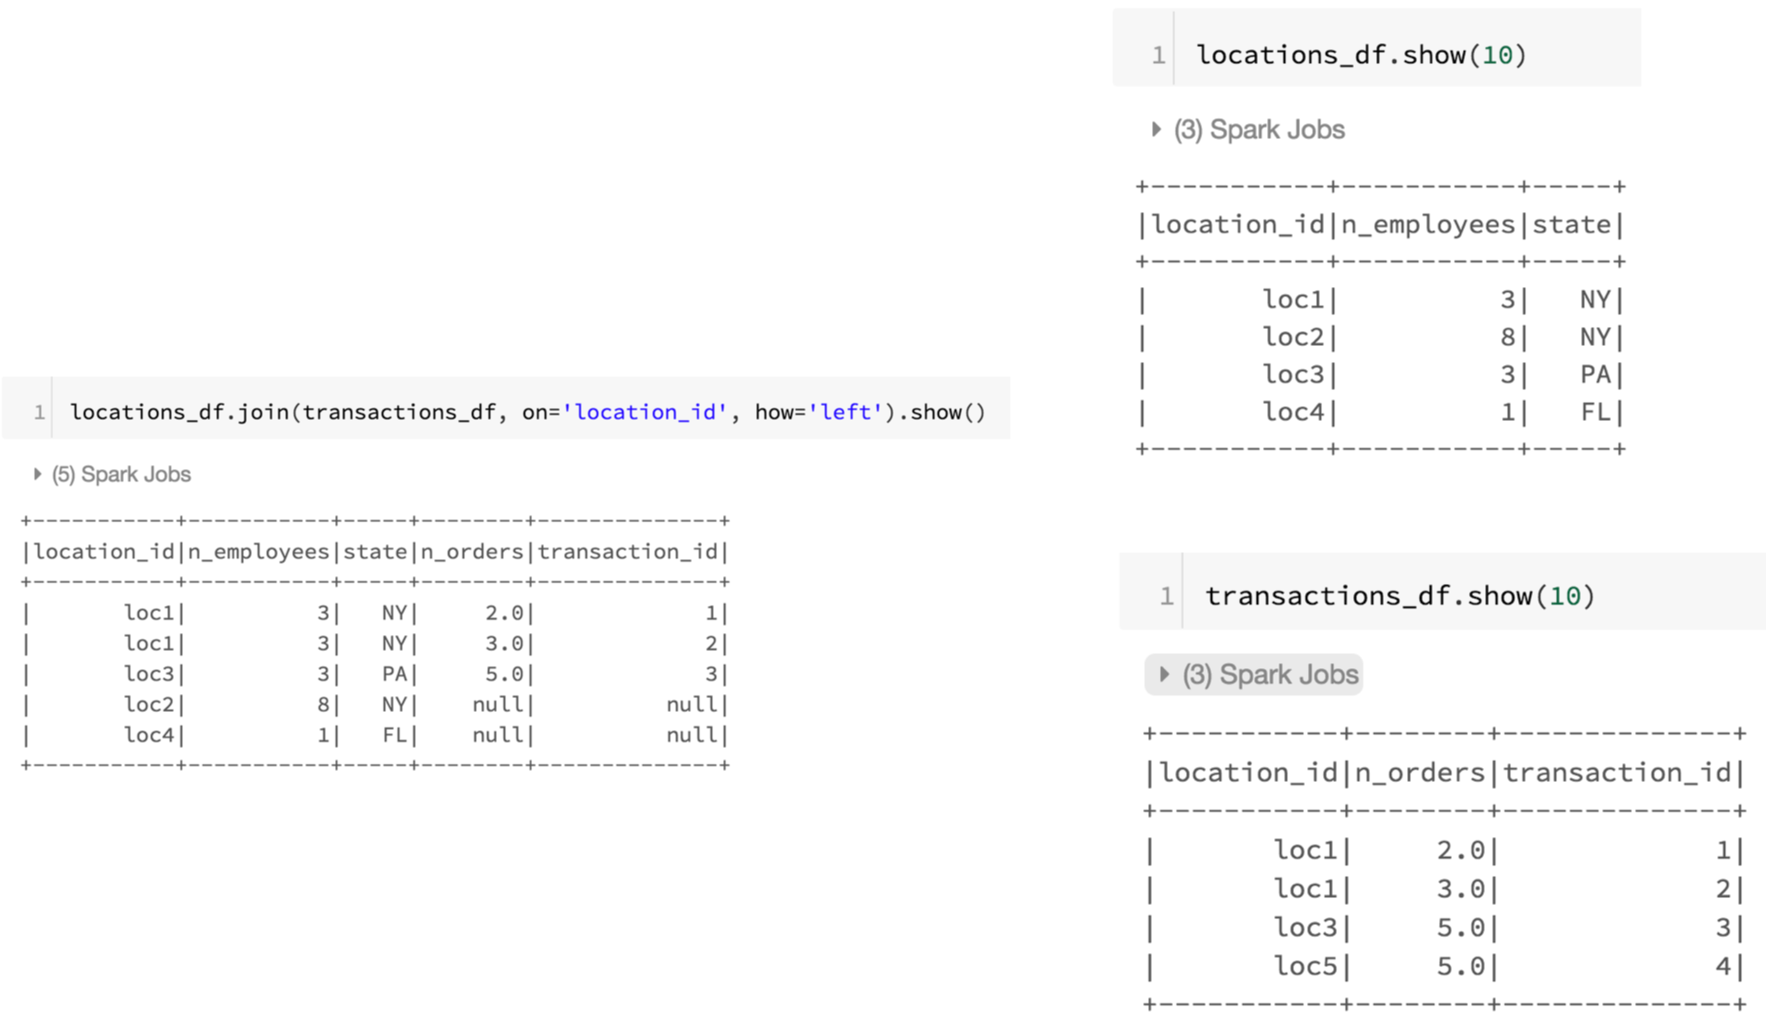 1 locations_df.join(transactions_df, on='location_id', how='left').show()
(5) Spark Jobs
+-----------+-----------+-----+--------+--------------+
|location_id|n_employees|state|n_orders|transaction_id|
+-----------+-----------+-----+--------+--------------+
|       loc1|          3|   NY|     2.0|             1|
|       loc1|          3|   NY|     3.0|             2|
|       loc3|          3|   PA|     5.0|             3|
|       loc2|          8|   NY|    null|          null|
|       loc4|          1|   FL|    null|          null|
+-----------+-----------+-----+--------+--------------+
1 locations_df.show(10)
(3) Spark Jobs
+-----------+-----------+-----+
|location_id|n_employees|state|
+-----------+-----------+-----+
|       loc1|          3|   NY|
|       loc2|          8|   NY|
|       loc3|          3|   PA|
|       loc4|          1|   FL|
+-----------+-----------+-----+
1 transactions_df.show(10)
(3) Spark Jobs
+-----------+--------+--------------+
|location_id|n_orders|transaction_id|
+-----------+--------+--------------+
|       loc1|     2.0|             1|
|       loc1|     3.0|             2|
|       loc3|     5.0|             3|
|       loc5|     5.0|             4|
+-----------+--------+--------------+